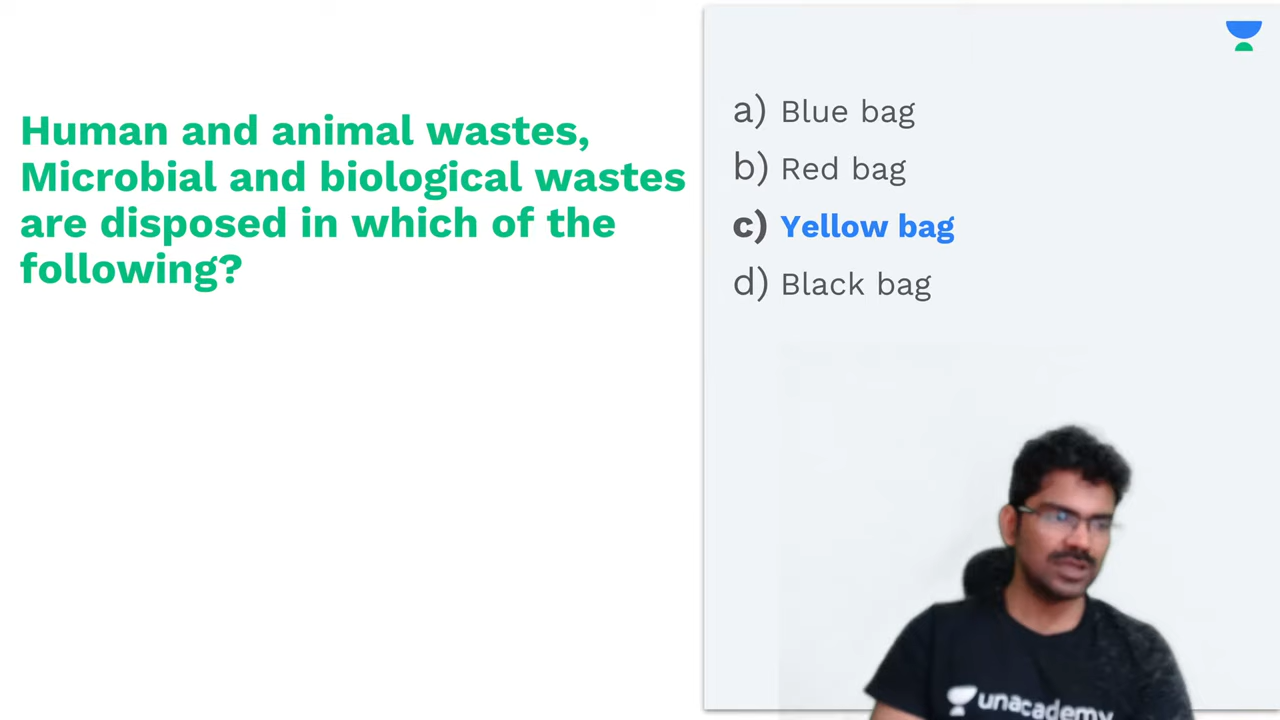 Human and animal wastes,
Microbial and biological wastes
are disposed in which of the
following?
a) Blue bag
b) Red bag
c) Yellow bag
d) Black bag
unacademy